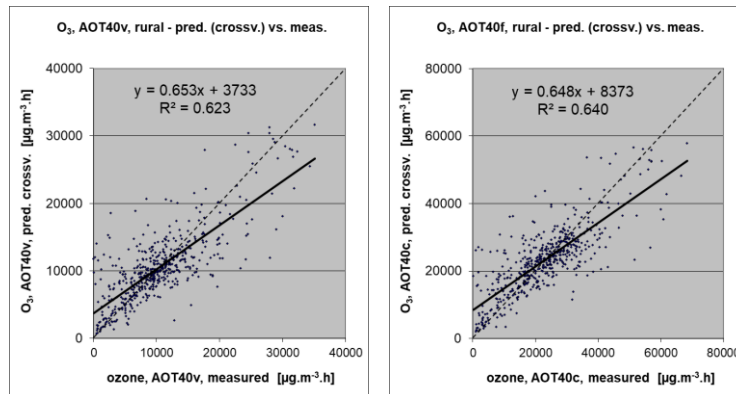 O₃, AOT40v, rural - pred. (crossv.) vs. meas.
y = 0.653x + 3733
R² = 0.623
O₃, AOT40v, pred. crossv. [µg.m⁻³.h]
40000
30000
20000
10000
0
0 10000 20000 30000 40000
ozone, AOT40v, measured [µg.m⁻³.h]
O₃, AOT40f, rural - pred. (crossv.) vs. meas.
y = 0.648x + 8373
R² = 0.640
O₃, AOT40c, pred. crossv. [µg.m⁻³.h]
80000
60000
40000
20000
0
0 20000 40000 60000 80000
ozone, AOT40c, measured [µg.m⁻³.h]